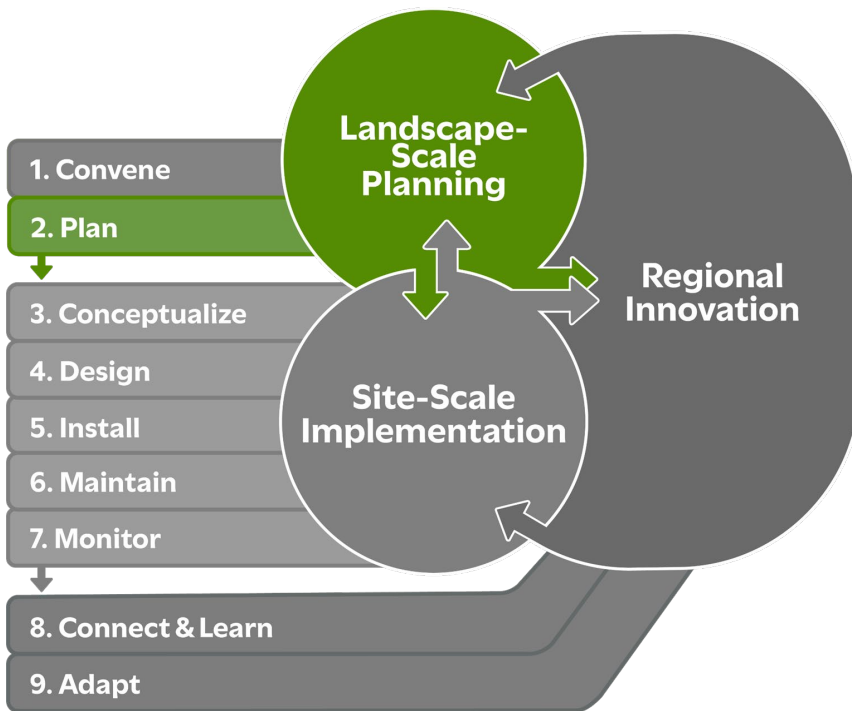 Landscape-
Scale
Planning
1. Convene
2. Plan
Regional
Innovation
3. Conceptualize
4. Design
Site-Scale
Implementation
5. Install
6. Maintain
7. Monitor
8. Connect & Learn
9. Adapt